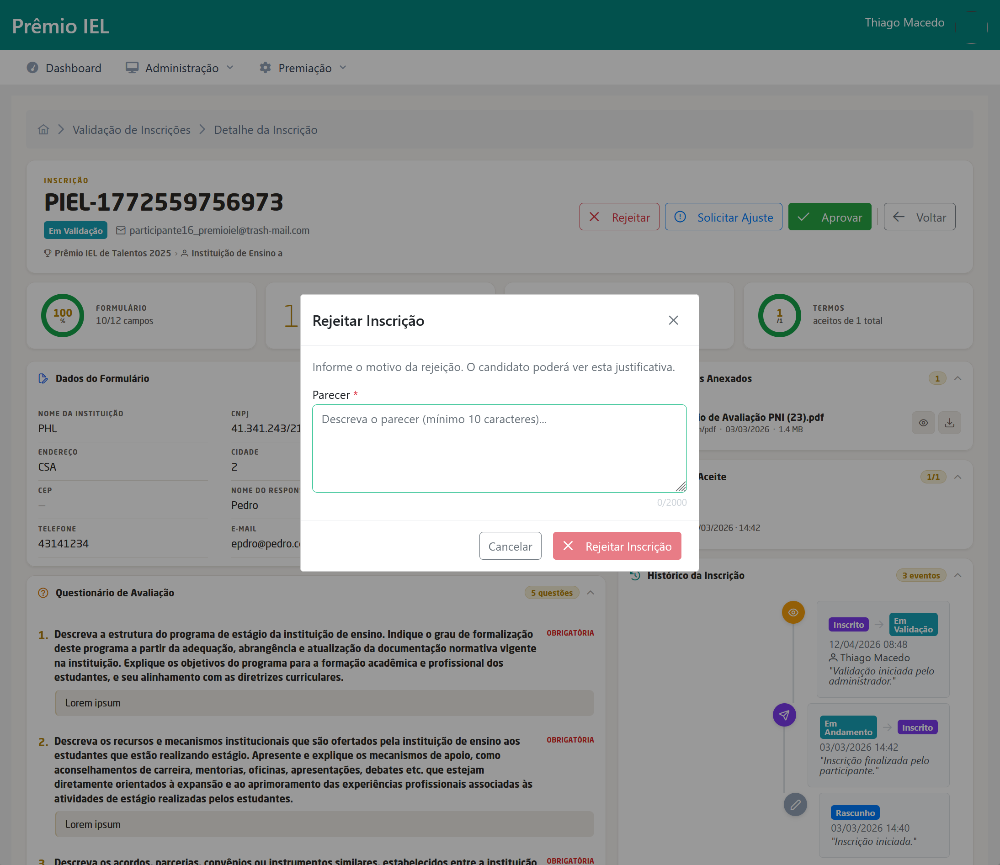 Prêmio IEL
Thiago Macedo
Dashboard
Administração
Premiação
Validação de Inscrições
Detalhe da Inscrição
INSCRIÇÃO
PIEL-1772559756973
Em Validação
participante16_premioiel@trash-mail.com
Prêmio IEL de Talentos 2025 › Instituição de Ensino a
Rejeitar
Solicitar Ajuste
Aprovar
Voltar
100
%
FORMULÁRIO
10/12 campos
1
1
/1
TERMOS
aceitos de 1 total
Rejeitar Inscrição
Informe o motivo da rejeição. O candidato poderá ver esta justificativa.
Parecer *
Descreva o parecer (mínimo 10 caracteres)...
0/2000
Cancelar
Rejeitar Inscrição
Dados do Formulário
NOME DA INSTITUIÇÃO
PHL
CNPJ
41.341.243/21
ENDEREÇO
CSA
CIDADE
2
CEP
—
NOME DO RESPONS
Pedro
TELEFONE
43141234
E-MAIL
epdro@pedro.c
s Anexados
1
o de Avaliação PNI (23).pdf
n/pdf · 03/03/2026 · 1.4 MB
Aceite
1/1
/03/2026 · 14:42
Questionário de Avaliação
5 questões
1. Descreva a estrutura do programa de estágio da instituição de ensino. Indique o grau de formalização
deste programa a partir da adequação, abrangência e atualização da documentação normativa vigente
na instituição. Explique os objetivos do programa para a formação acadêmica e profissional dos
estudantes, e seu alinhamento com as diretrizes curriculares.
OBRIGATÓRIA
Lorem ipsum
2. Descreva os recursos e mecanismos institucionais que são ofertados pela instituição de ensino aos
estudantes que estão realizando estágio. Apresente e explique os mecanismos de apoio, como
aconselhamentos de carreira, mentorias, oficinas, apresentações, debates etc. que estejam
diretamente orientados à expansão e ao aprimoramento das experiências profissionais associadas às
atividades de estágio realizadas pelos estudantes.
OBRIGATÓRIA
Lorem ipsum
3. Descreva os acordos, parcerias, convênios ou instrumentos similares, estabelecidos entre a instituição
OBRIGATÓRIA
Histórico da Inscrição
3 eventos
Inscrito
Em
Validação
12/04/2026 08:48
Thiago Macedo
"Validação iniciada pelo
administrador."
Em
Andamento
Inscrito
03/03/2026 14:42
"Inscrição finalizada pelo
participante."
Rascunho
03/03/2026 14:40
"Inscrição iniciada."